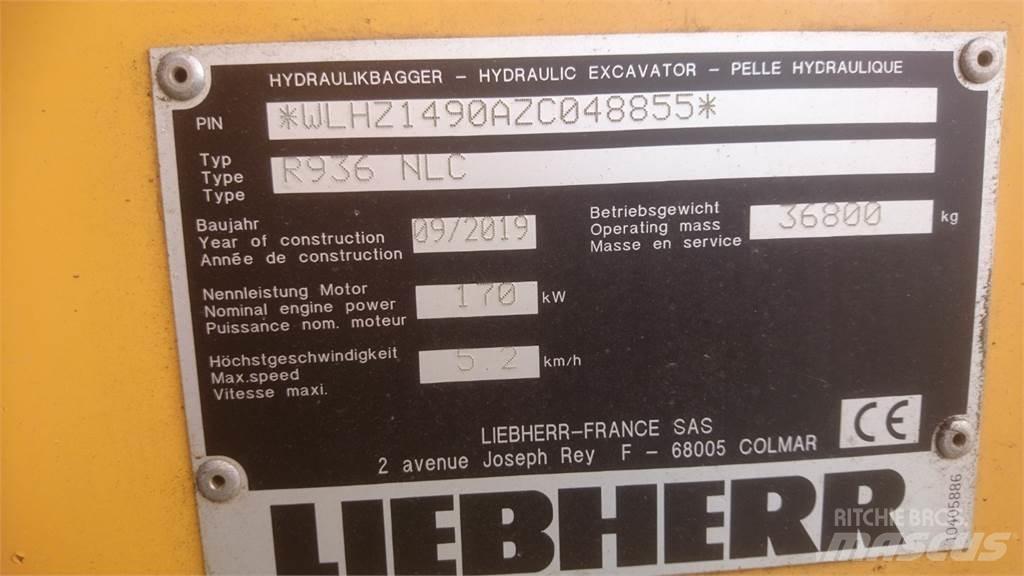 HYDRAULIKBAGGER – HYDRAULIC EXCAVATOR – PELLE HYDRAULIQUE
PIN *WLHZ1490AZC048855*
Typ
Type R936 NLC
Type
Baujahr
Year of construction 09/2019
Année de construction
Betriebsgewicht
Operating mass 36800 kg
Masse en service
Nennleistung Motor
Nominal engine power 170 kW
Puissance nom. moteur
Höchstgeschwindigkeit
Max.speed 5.2 km/h
Vitesse maxi.
LIEBHERR–FRANCE SAS
2 avenue Joseph Rey F – 68005 COLMAR
CE
LIEBHERR
10405886
RITCHIE BROS.
mascus